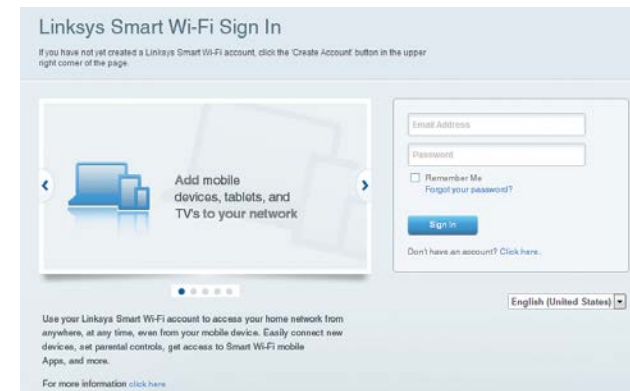 Linksys Smart Wi-Fi Sign In
If you have not yet created a Linksys Smart Wi-Fi account, click the 'Create Account' button in the upper
right corner of the page.
Add mobile
devices, tablets, and
TV's to your network
Email Address
Password
Remember Me
Forgot your password?
Sign In
Don't have an account? Click here.
English (United States)
Use your Linksys Smart Wi-Fi account to access your home network from
anywhere, at any time, even from your mobile device. Easily connect new
devices, set parental controls, get access to Smart Wi-Fi mobile
Apps, and more.
For more information click here